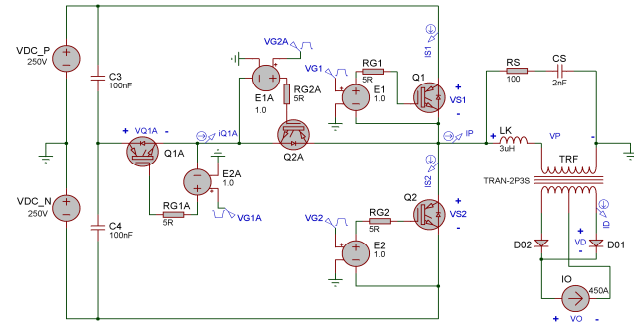 VDC_P
250V
C3
100nF
VG2A
E1A
1.0
RG2A
5R
Q2A
VG1
RG1
5R
E1
1.0
Q1
IS1
+
VS1
-
RS
100
CS
2nF
+ VQ1A -
Q1A
iQ1A
IP
+ VP -
LK
3uH
TRF
TRAN-2P3S
E2A
1.0
VG1A
RG1A
5R
VDC_N
250V
C4
100nF
IS2
Q2
+
VS2
-
VG2
RG2
5R
E2
1.0
ID
D02
+
VD
-
D01
IO
450A
+ VO -